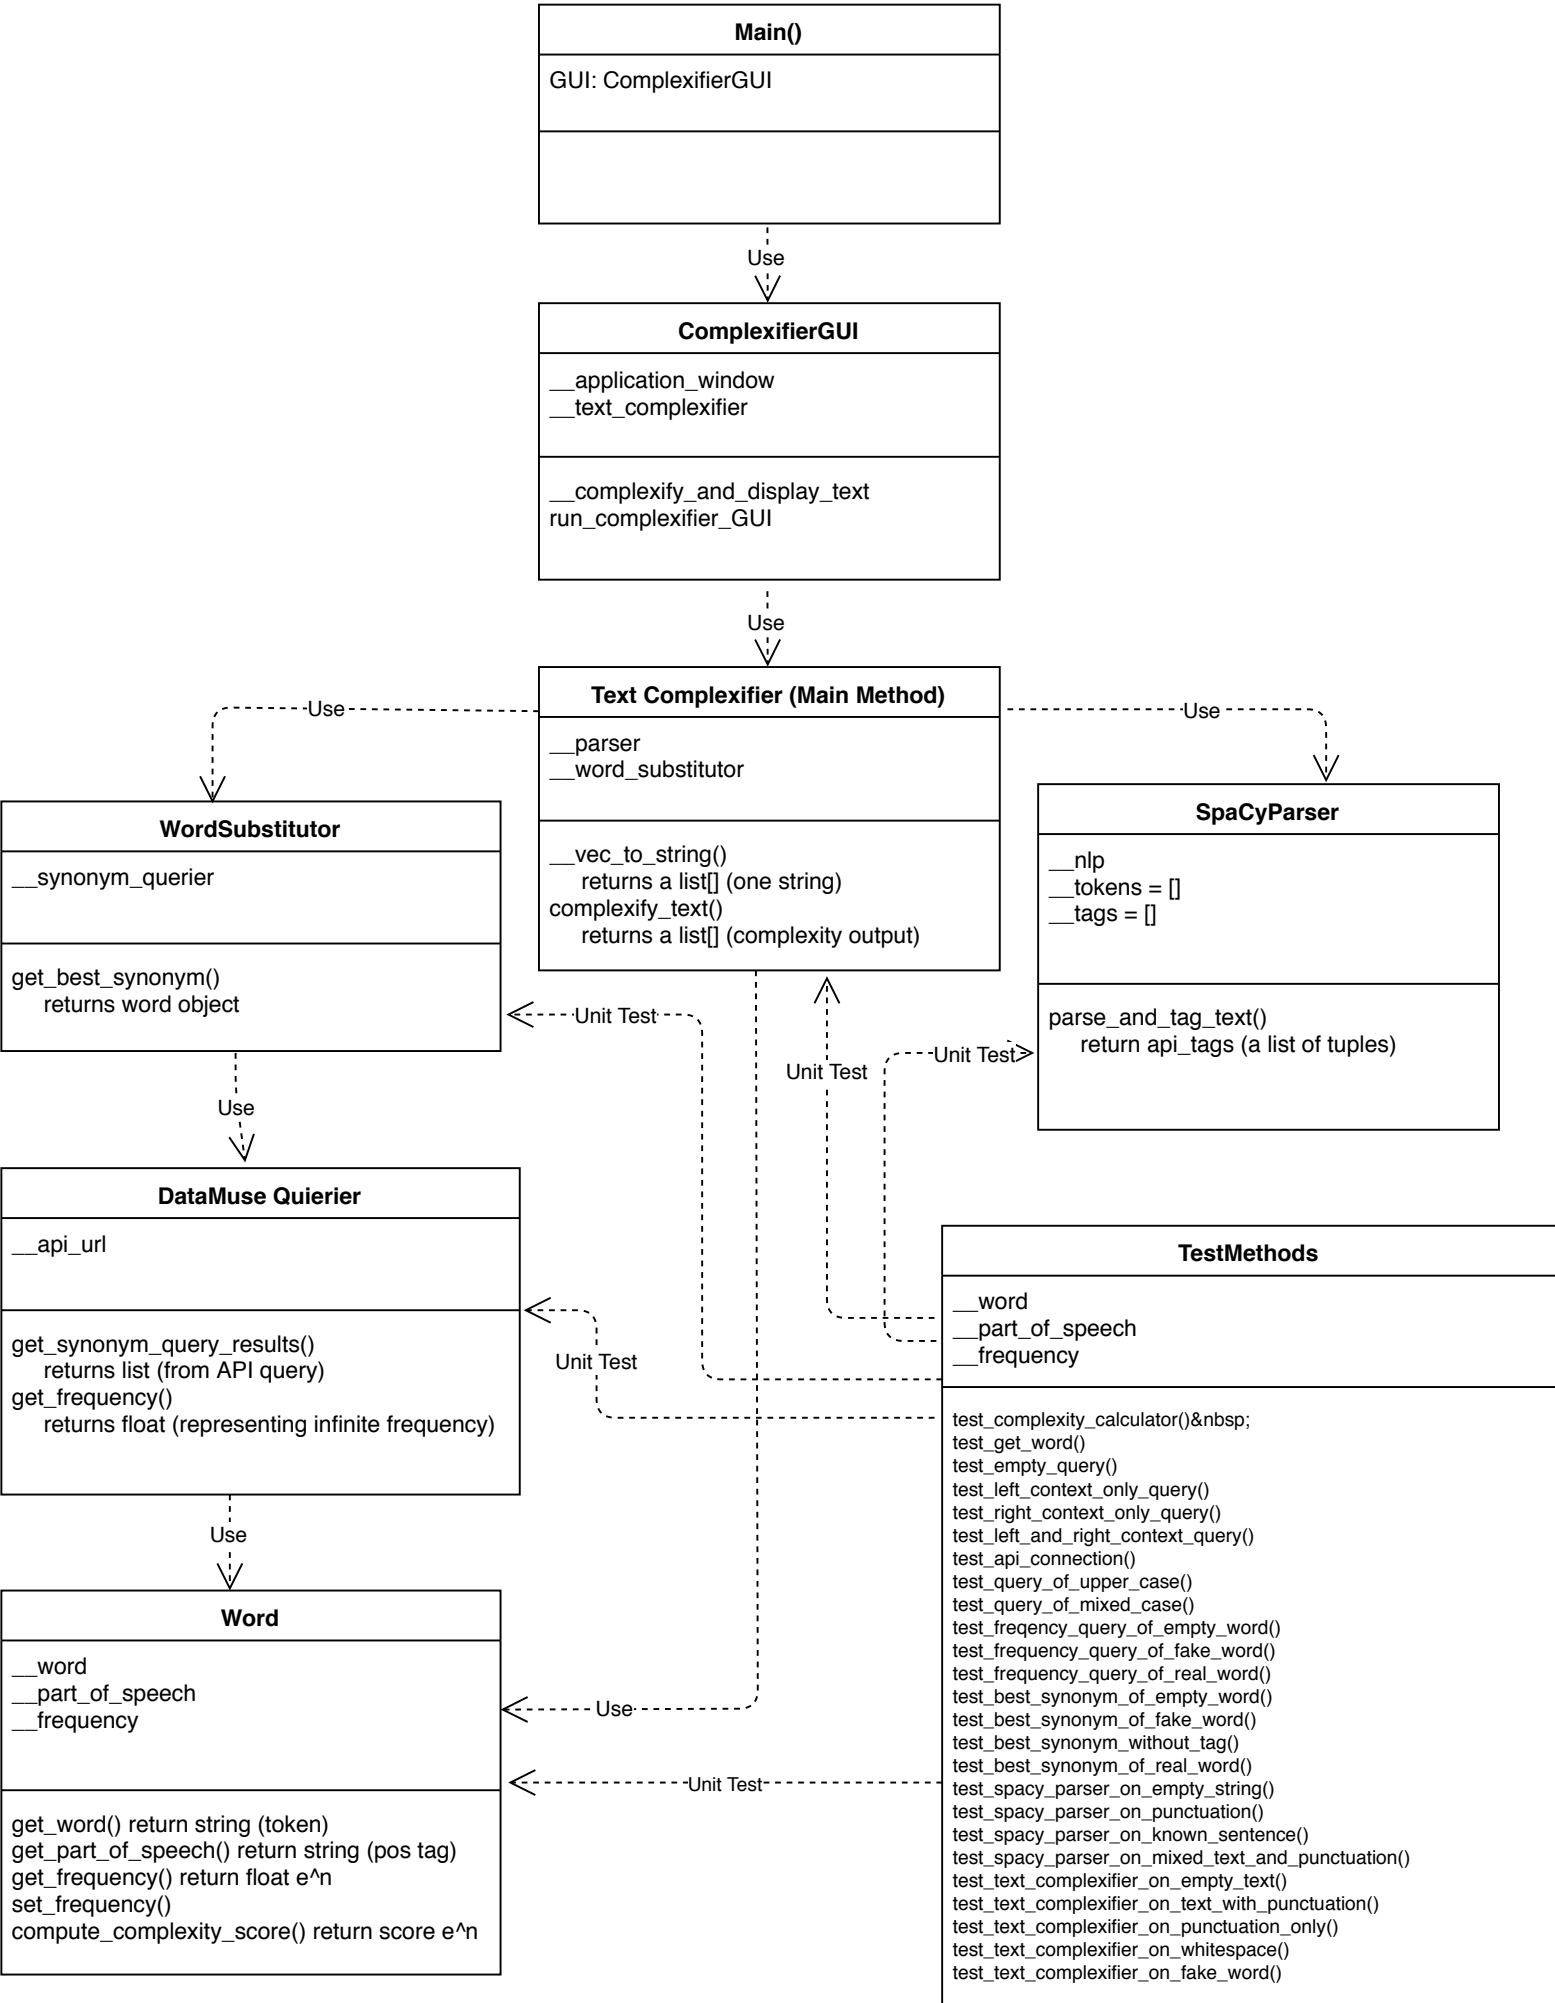 Main()
GUI: ComplexifierGUI
Use
ComplexifierGUI
__application_window
__text_complexifier
__complexify_and_display_text
run_complexifier_GUI
Use
Text Complexifier (Main Method)
__parser
__word_substitutor
__vec_to_string()
returns a list[] (one string)
complexify_text()
returns a list[] (complexity output)
Use
Use
WordSubstitutor
__synonym_querier
get_best_synonym()
returns word object
SpaCyParser
__nlp
__tokens = []
__tags = []
parse_and_tag_text()
return api_tags (a list of tuples)
Unit Test
Unit Test
Unit Test
Use
DataMuse Quierier
__api_url
get_synonym_query_results()
returns list (from API query)
get_frequency()
returns float (representing infinite frequency)
Unit Test
Use
Word
__word
__part_of_speech
__frequency
get_word() return string (token)
get_part_of_speech() return string (pos tag)
get_frequency() return float e^n
set_frequency()
compute_complexity_score() return score e^n
Use
Unit Test
TestMethods
__word
__part_of_speech
__frequency
test_complexity_calculator()&nbsp;
test_get_word()
test_empty_query()
test_left_context_only_query()
test_right_context_only_query()
test_left_and_right_context_query()
test_api_connection()
test_query_of_upper_case()
test_query_of_mixed_case()
test_freqency_query_of_empty_word()
test_frequency_query_of_fake_word()
test_frequency_query_of_real_word()
test_best_synonym_of_empty_word()
test_best_synonym_of_fake_word()
test_best_synonym_without_tag()
test_best_synonym_of_real_word()
test_spacy_parser_on_empty_string()
test_spacy_parser_on_punctuation()
test_spacy_parser_on_known_sentence()
test_spacy_parser_on_mixed_text_and_punctuation()
test_text_complexifier_on_empty_text()
test_text_complexifier_on_text_with_punctuation()
test_text_complexifier_on_punctuation_only()
test_text_complexifier_on_whitespace()
test_text_complexifier_on_fake_word()